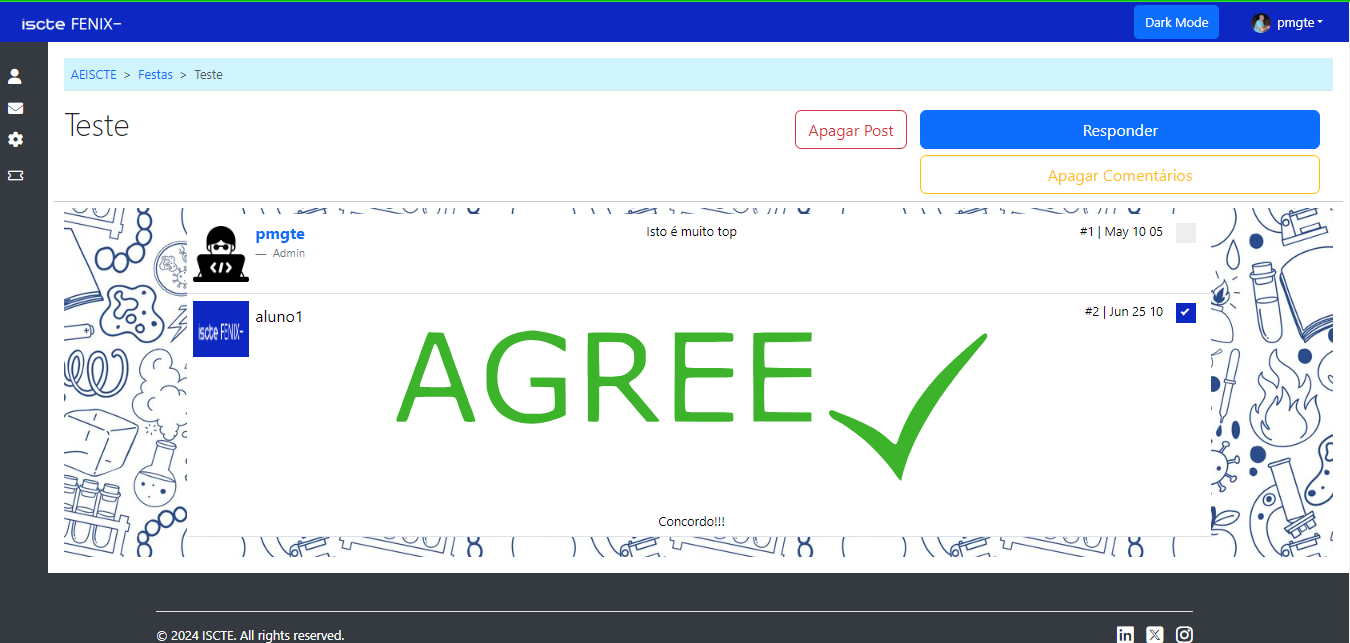 iscte FENIX–
Dark Mode
pmgte
AEISCTE > Festas > Teste
Teste
Apagar Post
Responder
Apagar Comentários
pmgte
— Admin
Isto é muito top
#1 | May 10 05
</>
iscte FENIX–
aluno1
#2 | Jun 25 10
AGREE
Concordo!!!
© 2024 ISCTE. All rights reserved.